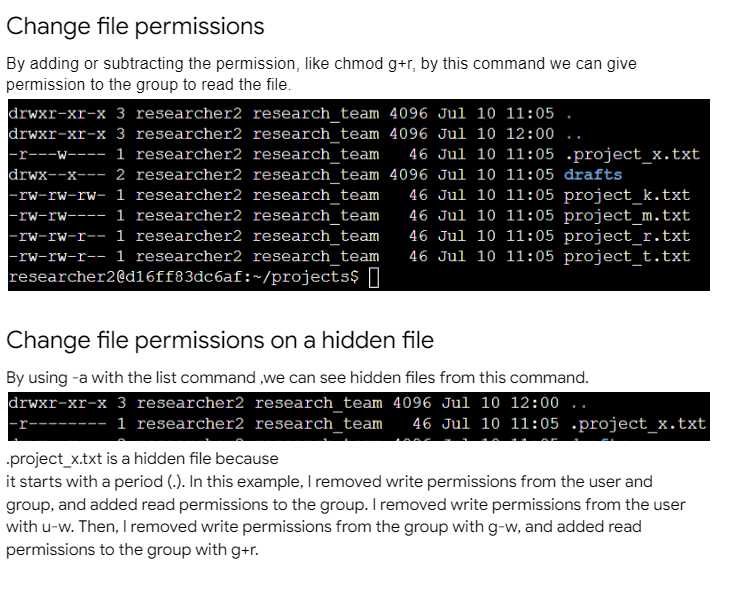 Change file permissions
By adding or subtracting the permission, like chmod g+r, by this command we can give
permission to the group to read the file.
drwxr-xr-x 3 researcher2 research_team 4096 Jul 10 11:05 .
drwxr-xr-x 3 researcher2 research_team 4096 Jul 10 12:00 ..
-r---w---- 1 researcher2 research_team   46 Jul 10 11:05 .project_x.txt
drwx--x--- 2 researcher2 research_team 4096 Jul 10 11:05 drafts
-rw-rw-rw- 1 researcher2 research_team   46 Jul 10 11:05 project_k.txt
-rw-rw---- 1 researcher2 research_team   46 Jul 10 11:05 project_m.txt
-rw-rw-r-- 1 researcher2 research_team   46 Jul 10 11:05 project_r.txt
-rw-rw-r-- 1 researcher2 research_team   46 Jul 10 11:05 project_t.txt
researcher2@d16ff83dc6af:~/projects$
Change file permissions on a hidden file
By using -a with the list command ,we can see hidden files from this command.
drwxr-xr-x 3 researcher2 research_team 4096 Jul 10 12:00 ..
-r-------- 1 researcher2 research_team   46 Jul 10 11:05 .project_x.txt
.project_x.txt is a hidden file because
it starts with a period (.). In this example, I removed write permissions from the user and
group, and added read permissions to the group. I removed write permissions from the user
with u-w. Then, I removed write permissions from the group with g-w, and added read
permissions to the group with g+r.